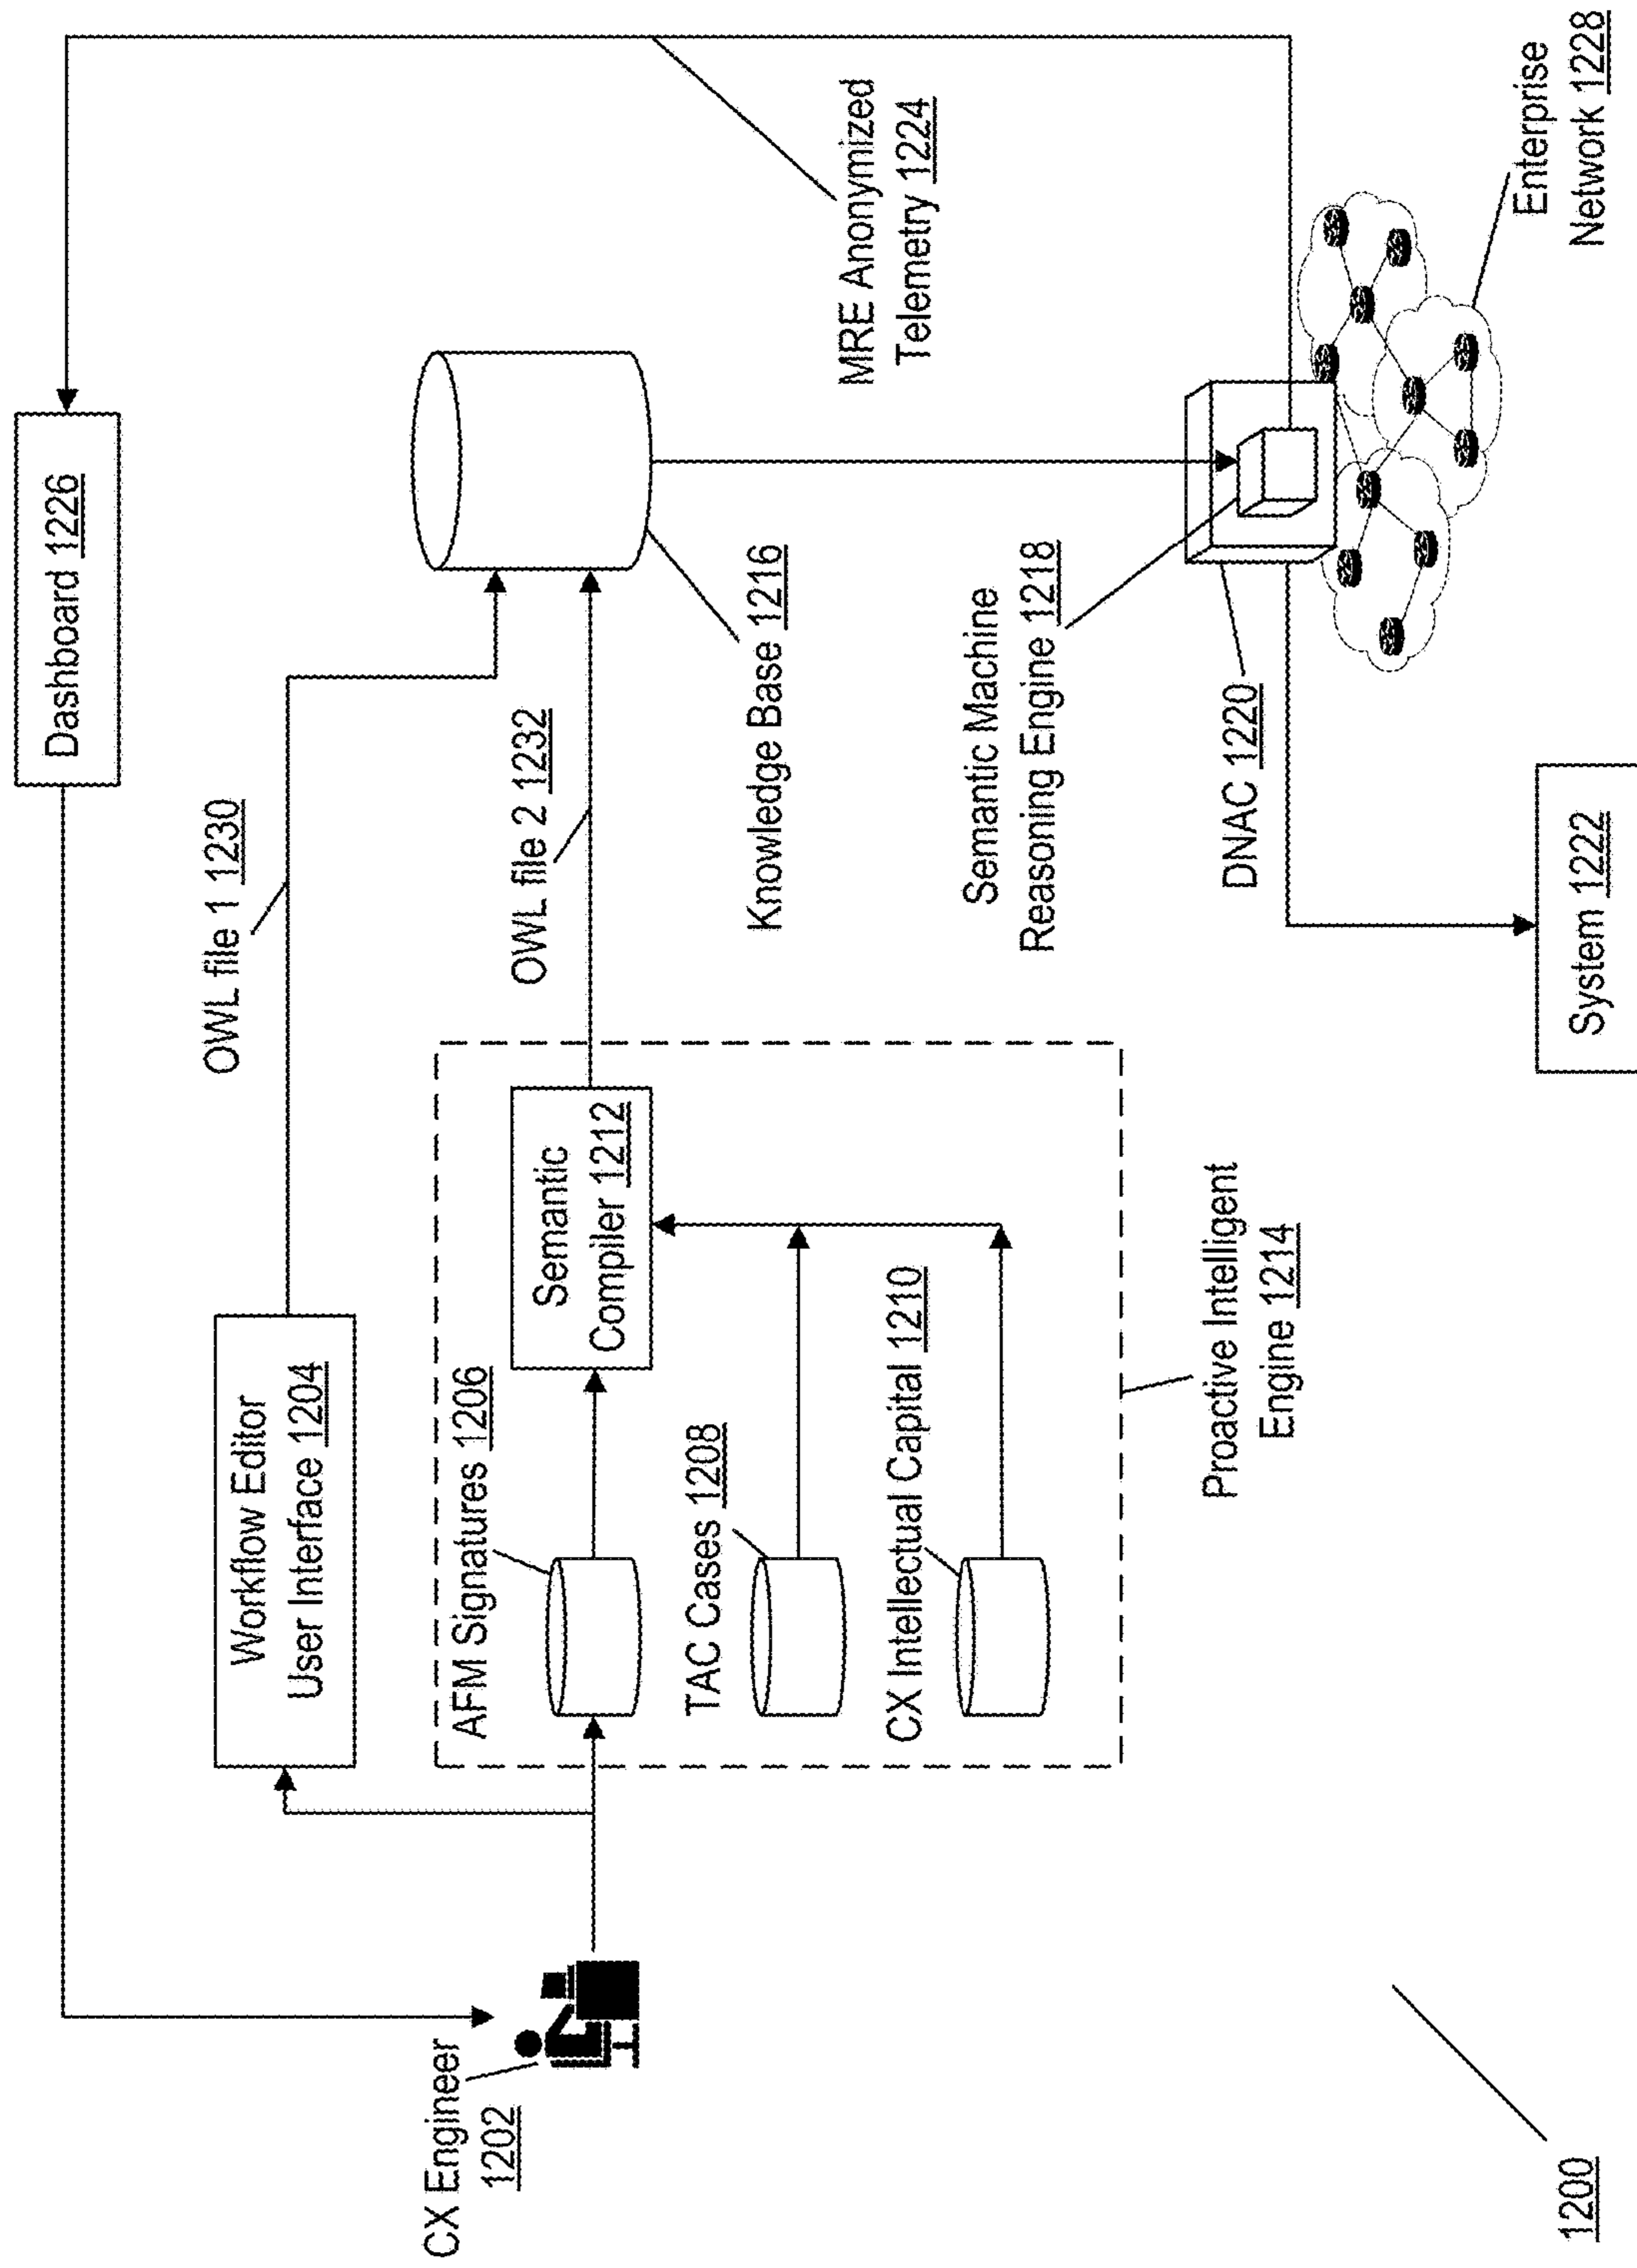 Dashboard 1226
OWL file 1 1230
Workflow Editor
User Interface 1204
CX Engineer
1202
AFM Signatures 1206
Semantic
Compiler 1212
OWL file 2 1232
TAC Cases 1208
CX Intellectual Capital 1210
Knowledge Base 1216
MRE Anonymized
Telemetry 1224
Proactive Intelligent
Engine 1214
Semantic Machine
Reasoning Engine 1218
DNAC 1220
Enterprise
Network 1228
System 1222
1200